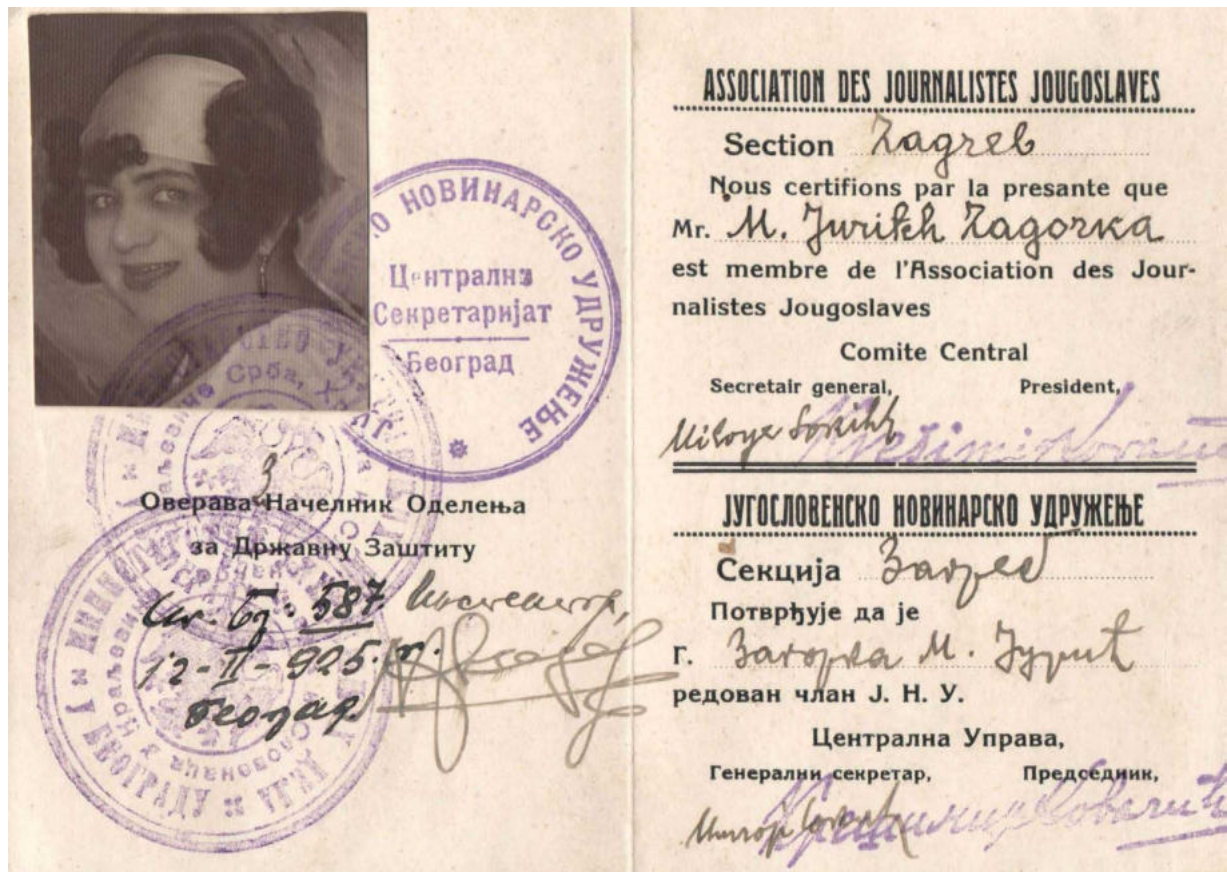 НОВИНАРСКО УДРУЖЕЊЕ
Централни
Секретаријат
Београд
Оверава Начелник Оделења
за Државну Заштиту
587
12-II-925.
Београд
ASSOCIATION DES JOURNALISTES JOUGOSLAVES
Section Zagreb
Nous certifions par la presante que
Mr. M. Jurikh Zagorka
est membre de l'Association des Jour-
nalistes Jougoslaves
Comite Central
Secretair general, President,
ЈУГОСЛОВЕНСКО НОВИНАРСКО УДРУЖЕЊЕ
Секција Загреб
Потврђује да је
Г. Загорка М. Јурић
редован члан Ј. Н. У.
Централна Управа,
Генерални секретар, Председник,